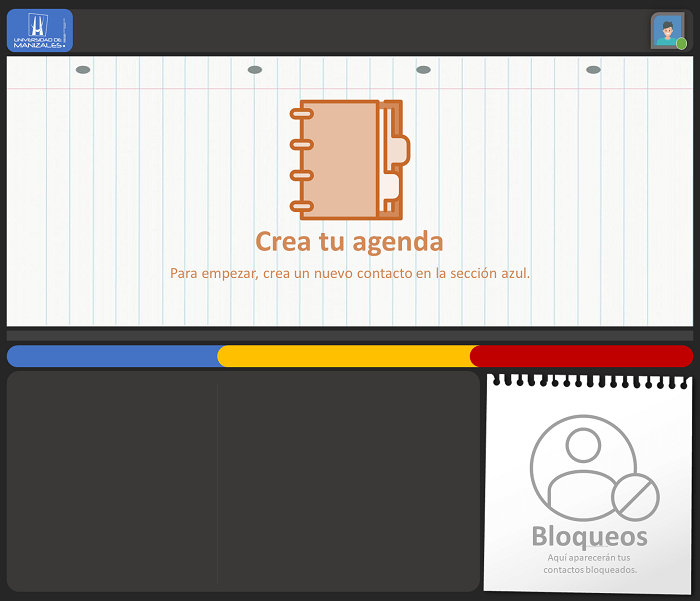 UNIVERSIDAD DE
MANIZALES
Crea tu agenda
Para empezar, crea un nuevo contacto en la sección azul.
Bloqueos
Aquí aparecerán tus
contactos bloqueados.